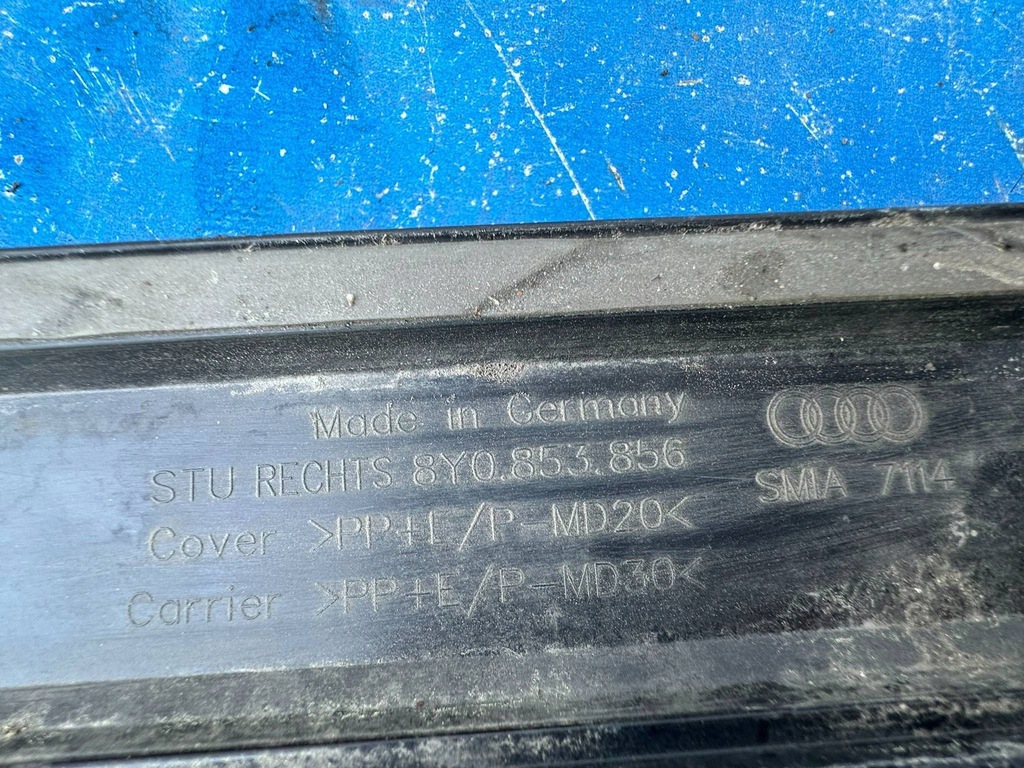 Made in Germany
STU RECHTS 8Y0.853.856
SMIA 7114
Cover >PP+E/P-MD20<
Carrier >PP+E/P-MD30<